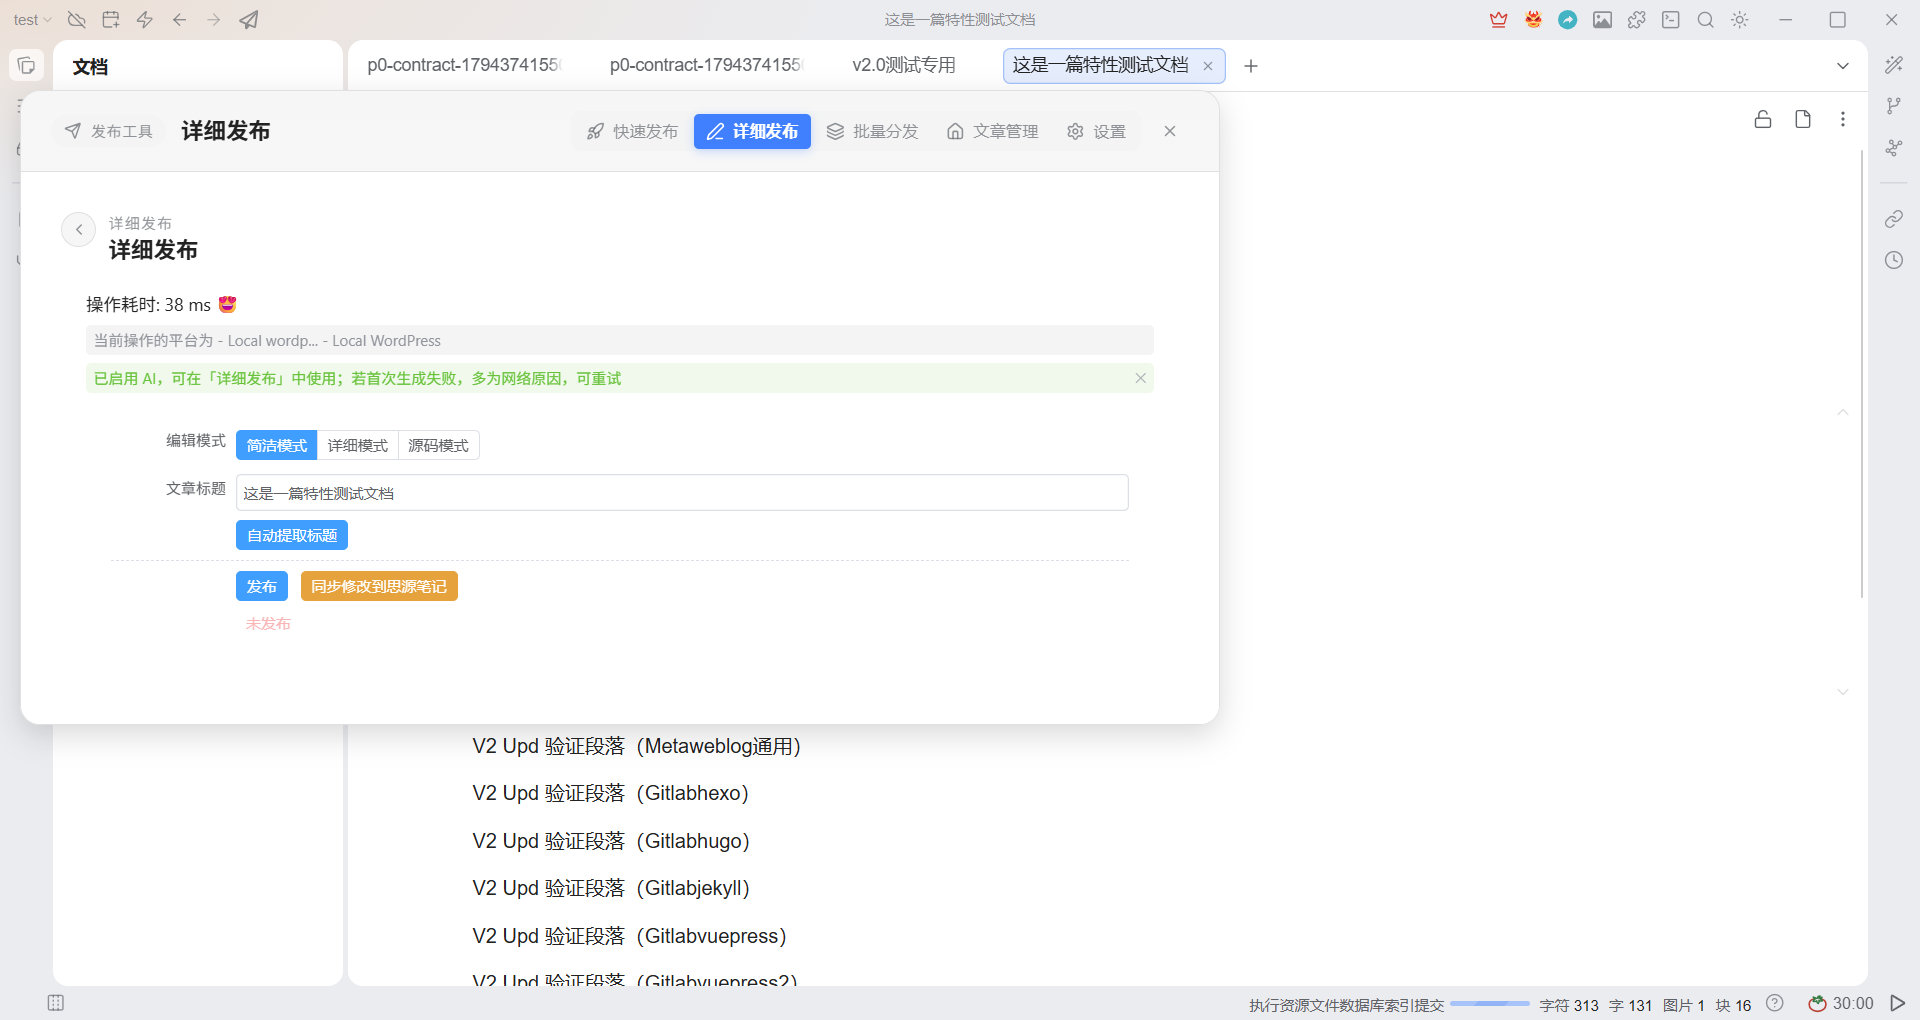 test
这是一篇特性测试文档
文档
p0-contract-1794374155
p0-contract-1794374155
v2.0测试专用
这是一篇特性测试文档
发布工具
详细发布
快速发布
详细发布
批量分发
文章管理
设置
详细发布
详细发布
操作耗时: 38 ms
当前操作的平台为 - Local wordp... - Local WordPress
已启用 AI，可在「详细发布」中使用；若首次生成失败，多为网络原因，可重试
编辑模式
简洁模式
详细模式
源码模式
文章标题
这是一篇特性测试文档
自动提取标题
发布
同步修改到思源笔记
未发布
V2 Upd 验证段落（Metaweblog通用）
V2 Upd 验证段落（Gitlabhexo）
V2 Upd 验证段落（Gitlabhugo）
V2 Upd 验证段落（Gitlabjekyll）
V2 Upd 验证段落（Gitlabvuepress）
V2 Upd 验证段落（Gitlabvuepress2）
执行资源文件数据库索引提交
字符 313 字 131 图片 1 块 16
30:00